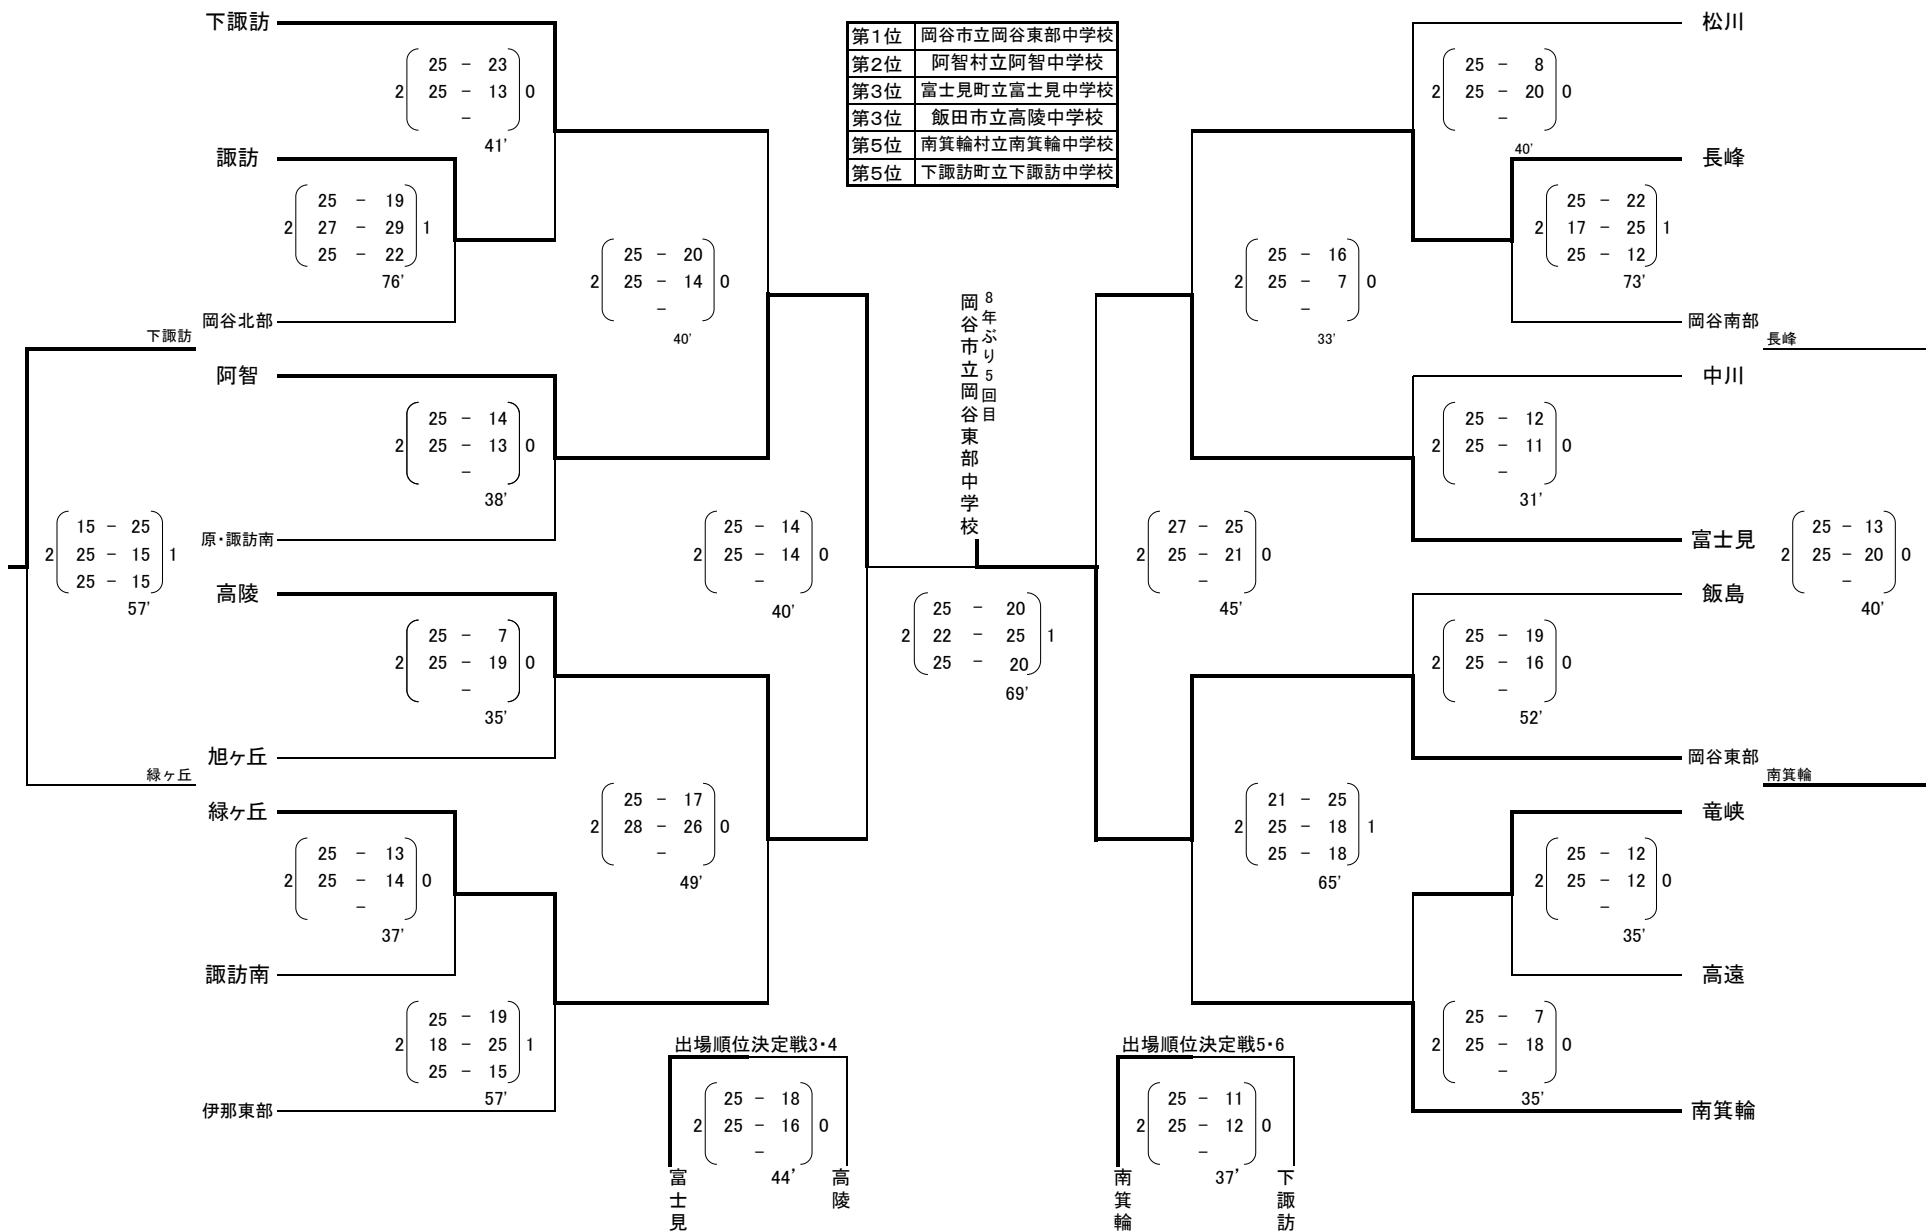 下諏訪
25 － 23
2 25 － 13 0
－
41'
諏訪
25 － 19
2 27 － 29 1
25 － 22
76'
岡谷北部
25 － 20
2 25 － 14 0
－
40'
下諏訪
阿智
25 － 14
2 25 － 13 0
－
38'
原・諏訪南
15 － 25
2 25 － 15 1
25 － 15
57'
25 － 14
2 25 － 14 0
－
40'
高陵
25 － 7
2 25 － 19 0
－
35'
旭ヶ丘
緑ヶ丘
緑ヶ丘
25 － 17
2 28 － 26 0
－
49'
25 － 13
2 25 － 14 0
－
37'
諏訪南
25 － 19
2 18 － 25 1
25 － 15
57'
伊那東部
第1位 岡谷市立岡谷東部中学校
第2位 阿智村立阿智中学校
第3位 富士見町立富士見中学校
第3位 飯田市立高陵中学校
第5位 南箕輪村立南箕輪中学校
第5位 下諏訪町立下諏訪中学校
8年ぶり5回目
岡谷市立岡谷東部中学校
25 － 20
2 22 － 25 1
25 － 20
69'
出場順位決定戦3・4
25 － 18
2 25 － 16 0
－
44'
富士見
高陵
出場順位決定戦5・6
25 － 11
2 25 － 12 0
－
37'
南箕輪
下諏訪
松川
25 － 8
2 25 － 20 0
－
40'
長峰
25 － 22
2 17 － 25 1
25 － 12
73'
25 － 16
2 25 － 7 0
－
33'
岡谷南部
長峰
中川
25 － 12
2 25 － 11 0
－
31'
富士見
27 － 25
2 25 － 21 0
－
45'
25 － 13
2 25 － 20 0
－
40'
飯島
25 － 19
2 25 － 16 0
－
52'
岡谷東部
南箕輪
21 － 25
2 25 － 18 1
25 － 18
65'
竜峡
25 － 12
2 25 － 12 0
－
35'
高遠
25 － 7
2 25 － 18 0
－
35'
南箕輪